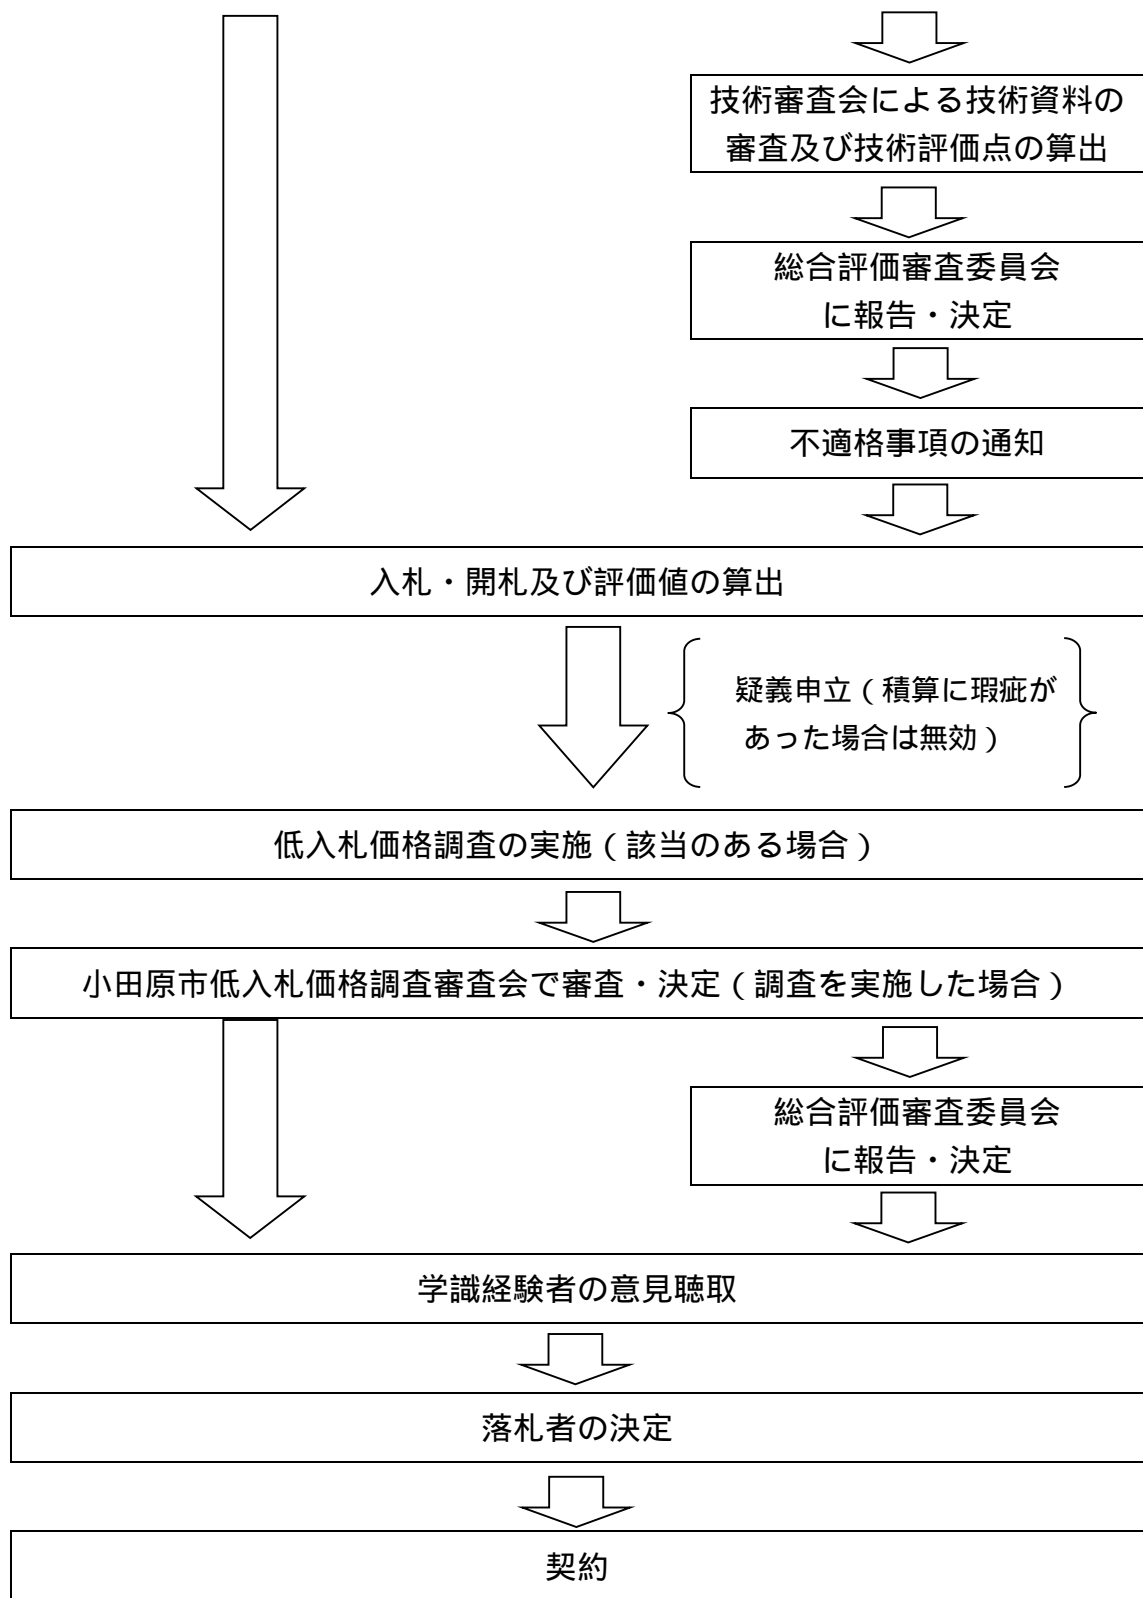 技術審査会による技術資料の
審査及び技術評価点の算出
総合評価審査委員会
に報告・決定
不適格事項の通知
入札・開札及び評価値の算出
疑義申立（積算に瑕疵が
あった場合は無効）
低入札価格調査の実施（該当のある場合）
小田原市低入札価格調査審査会で審査・決定（調査を実施した場合）
総合評価審査委員会
に報告・決定
学識経験者の意見聴取
落札者の決定
契約